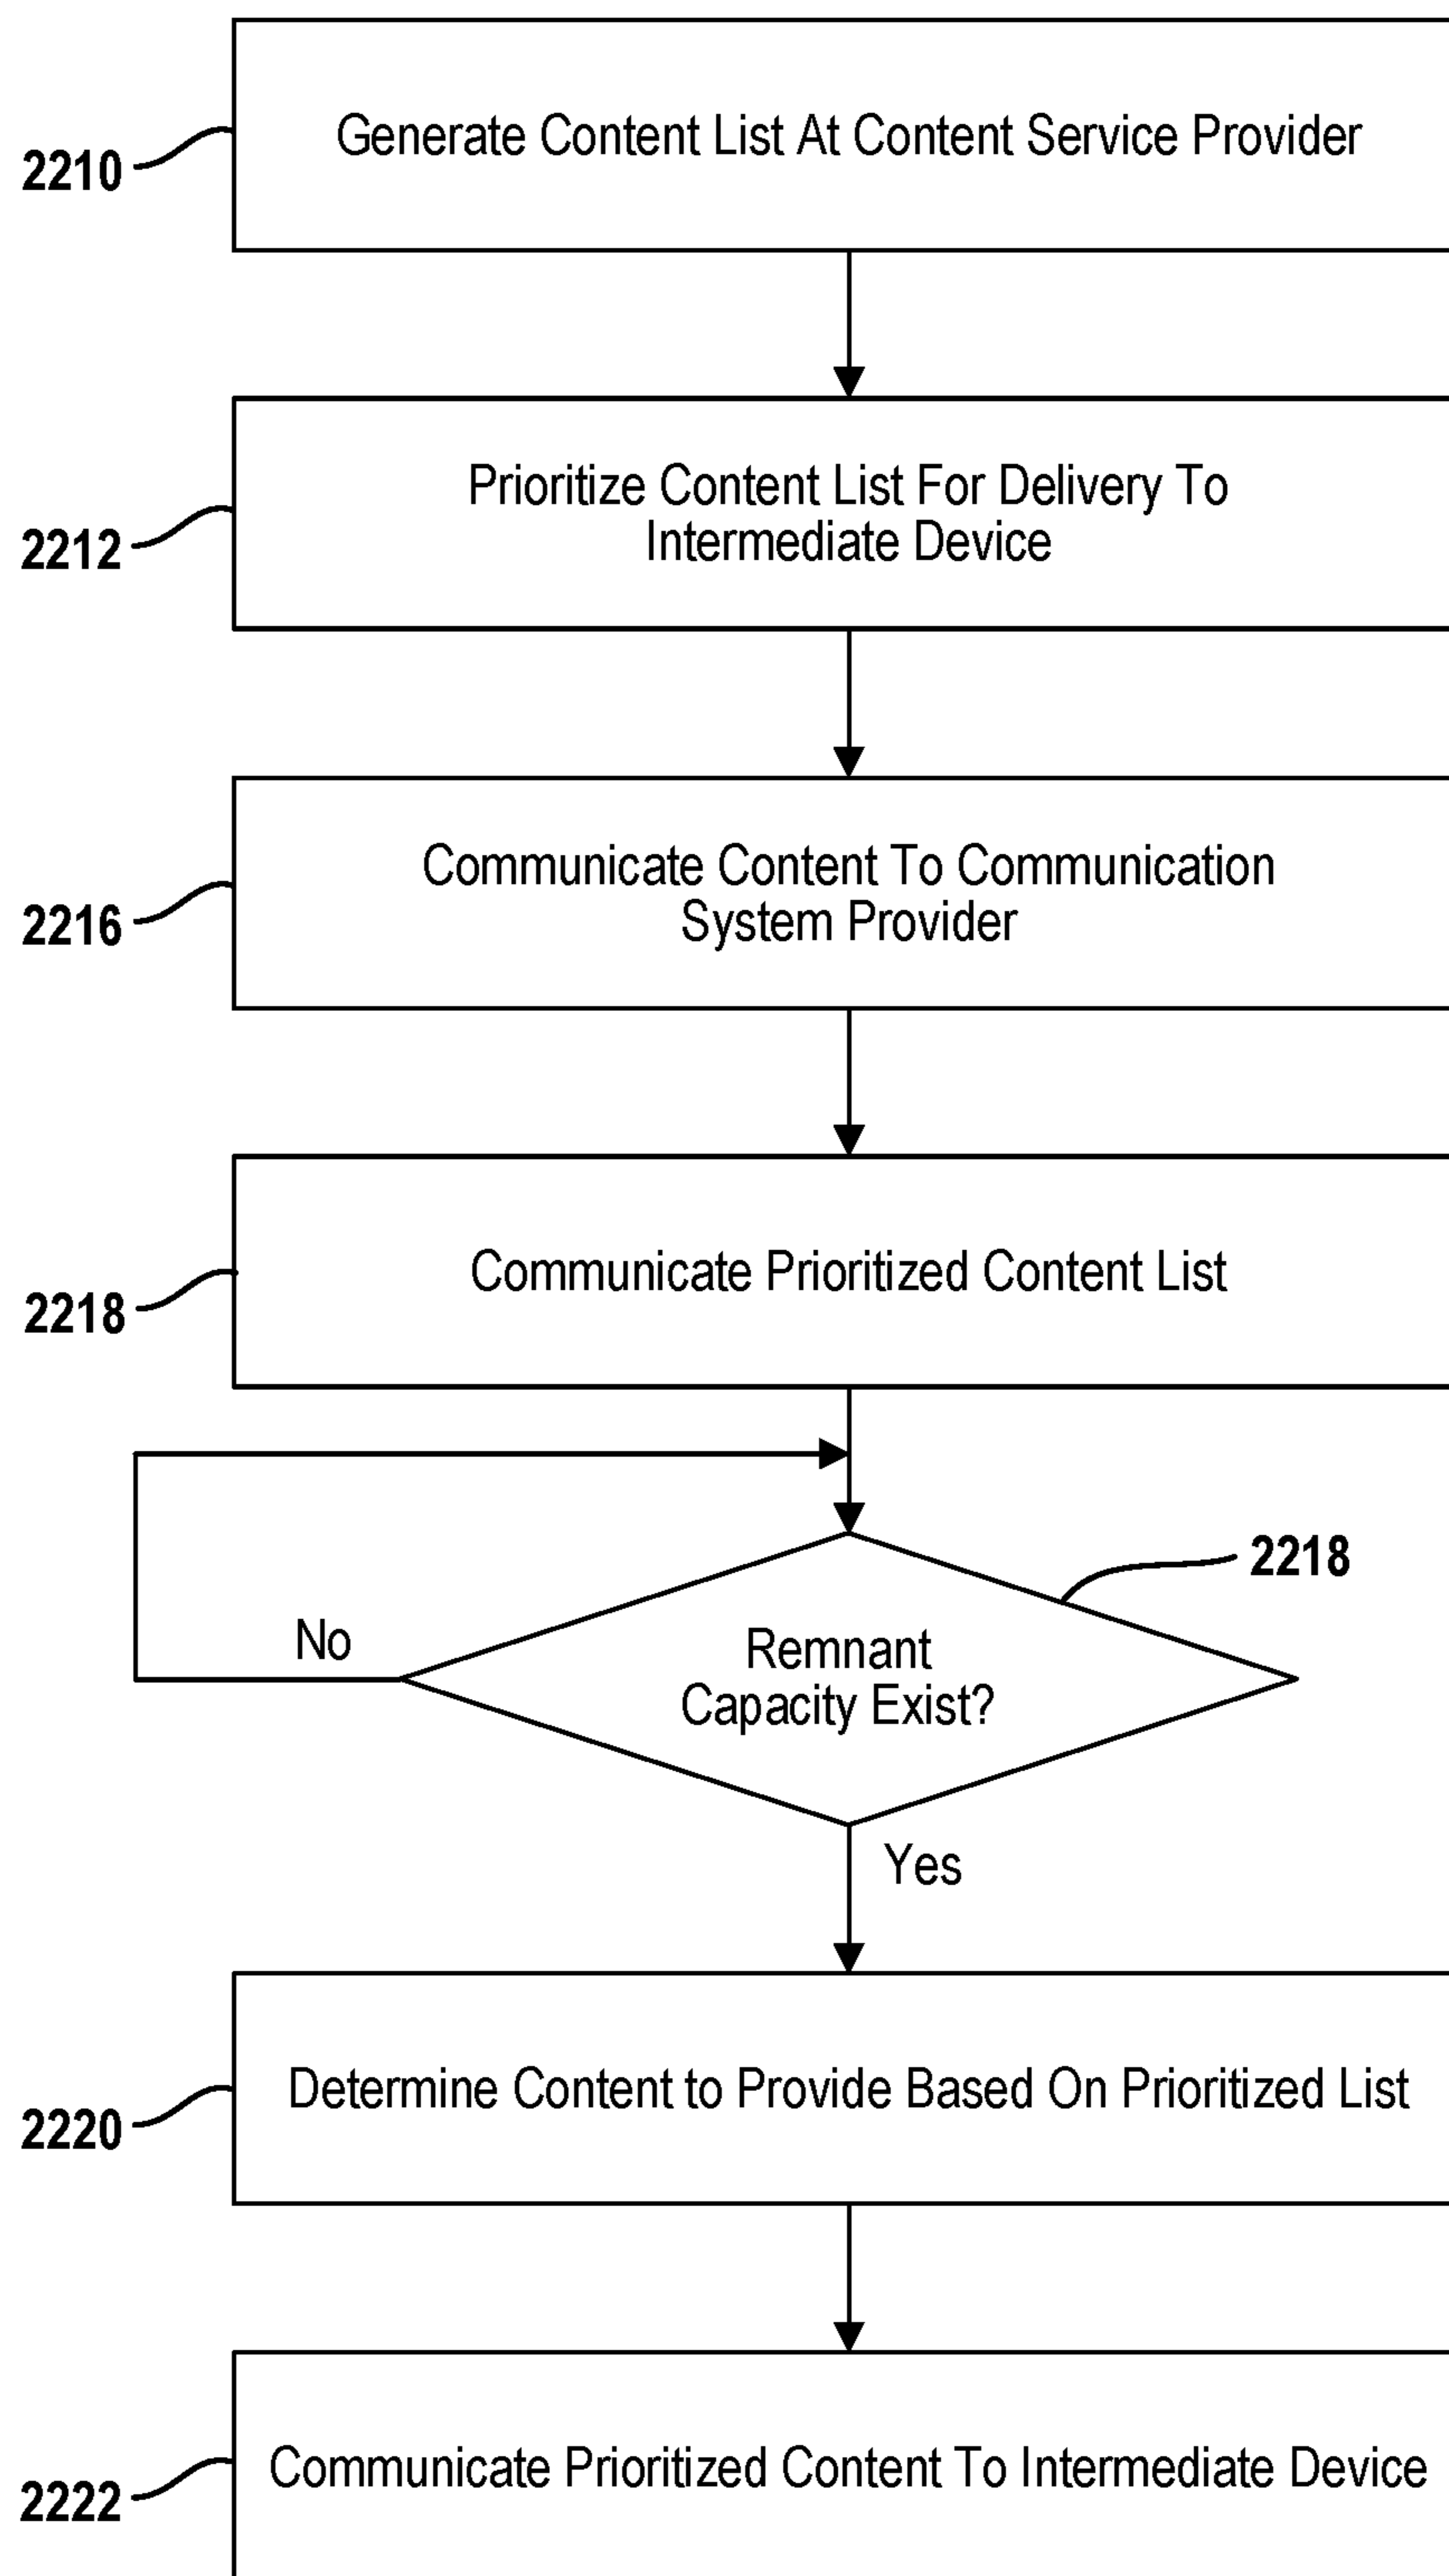 Generate Content List At Content Service Provider
2210
Prioritize Content List For Delivery To
Intermediate Device
2212
Communicate Content To Communication
System Provider
2216
Communicate Prioritized Content List
2218
2218
No
Remnant
Capacity Exist?
Yes
Determine Content to Provide Based On Prioritized List
2220
Communicate Prioritized Content To Intermediate Device
2222